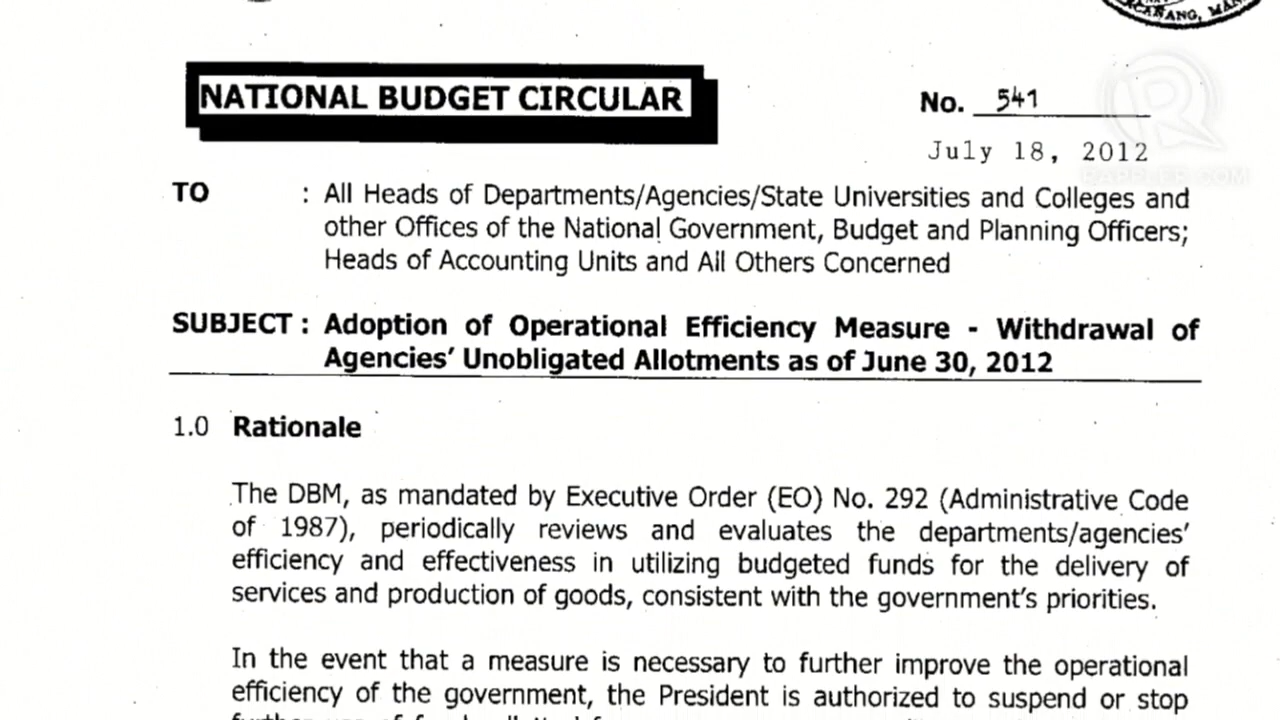 CAÑANG, MAN
NATIONAL BUDGET CIRCULAR
No. 541
July 18, 2012
RAPPLER.COM
TO : All Heads of Departments/Agencies/State Universities and Colleges and
other Offices of the National Government, Budget and Planning Officers;
Heads of Accounting Units and All Others Concerned
SUBJECT : Adoption of Operational Efficiency Measure - Withdrawal of
Agencies' Unobligated Allotments as of June 30, 2012
1.0 Rationale
The DBM, as mandated by Executive Order (EO) No. 292 (Administrative Code
of 1987), periodically reviews and evaluates the departments/agencies'
efficiency and effectiveness in utilizing budgeted funds for the delivery of
services and production of goods, consistent with the government's priorities.
In the event that a measure is necessary to further improve the operational
efficiency of the government, the President is authorized to suspend or stop